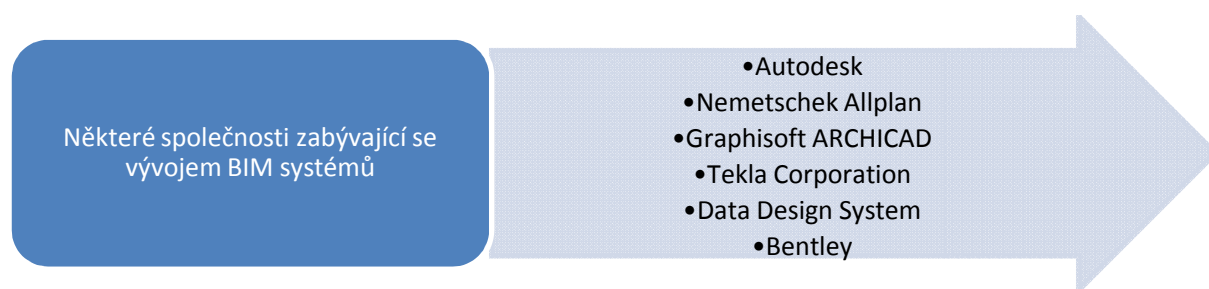 Některé společnosti zabývající se
vývojem BIM systémů
•Autodesk
•Nemetschek Allplan
•Graphisoft ARCHICAD
•Tekla Corporation
•Data Design System
•Bentley